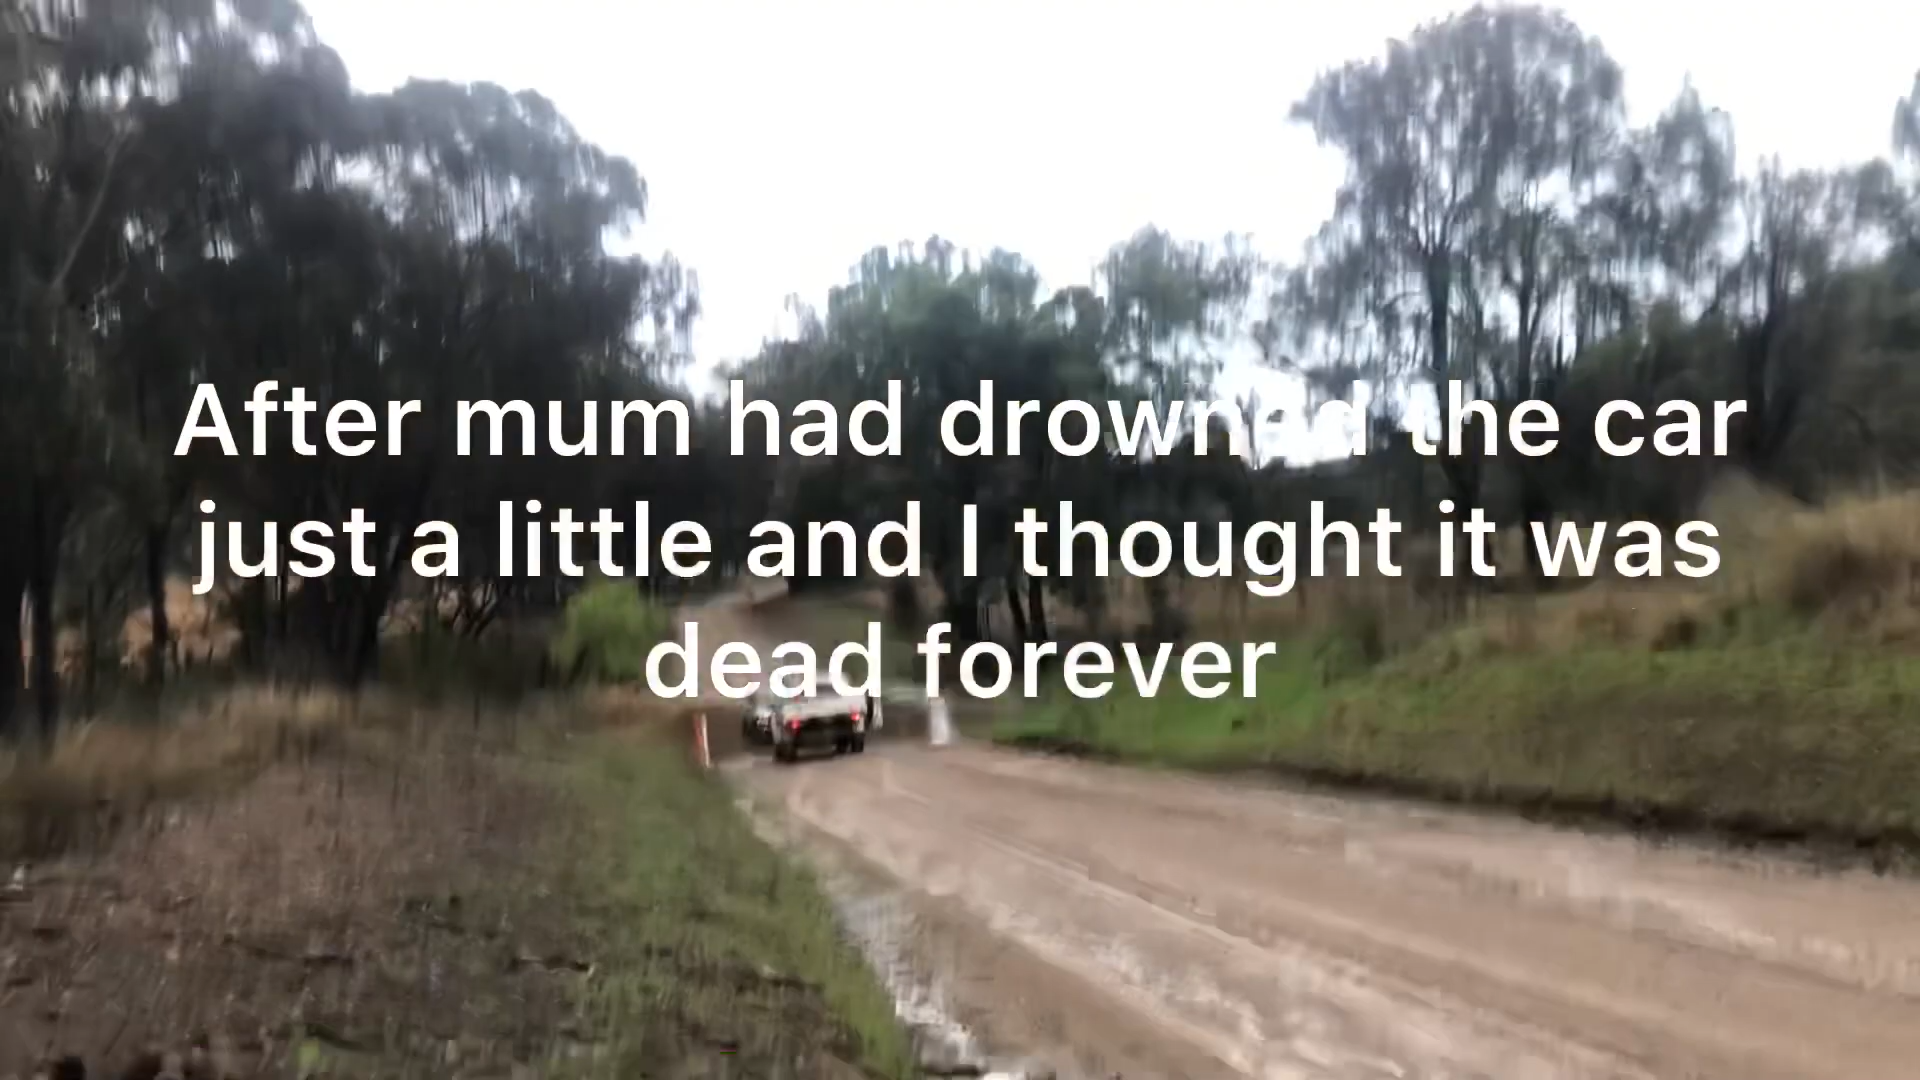 After mum had drowned the car
just a little and I thought it was
dead forever